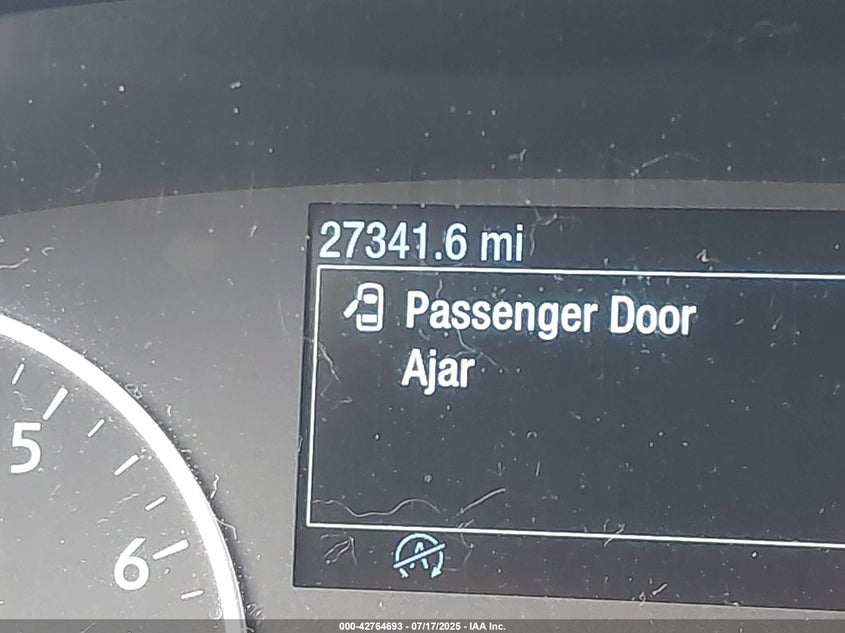 27341.6 mi
Passenger Door
Ajar
5
6
A
000-42764693 - 07/17/2025 - IAA Inc.